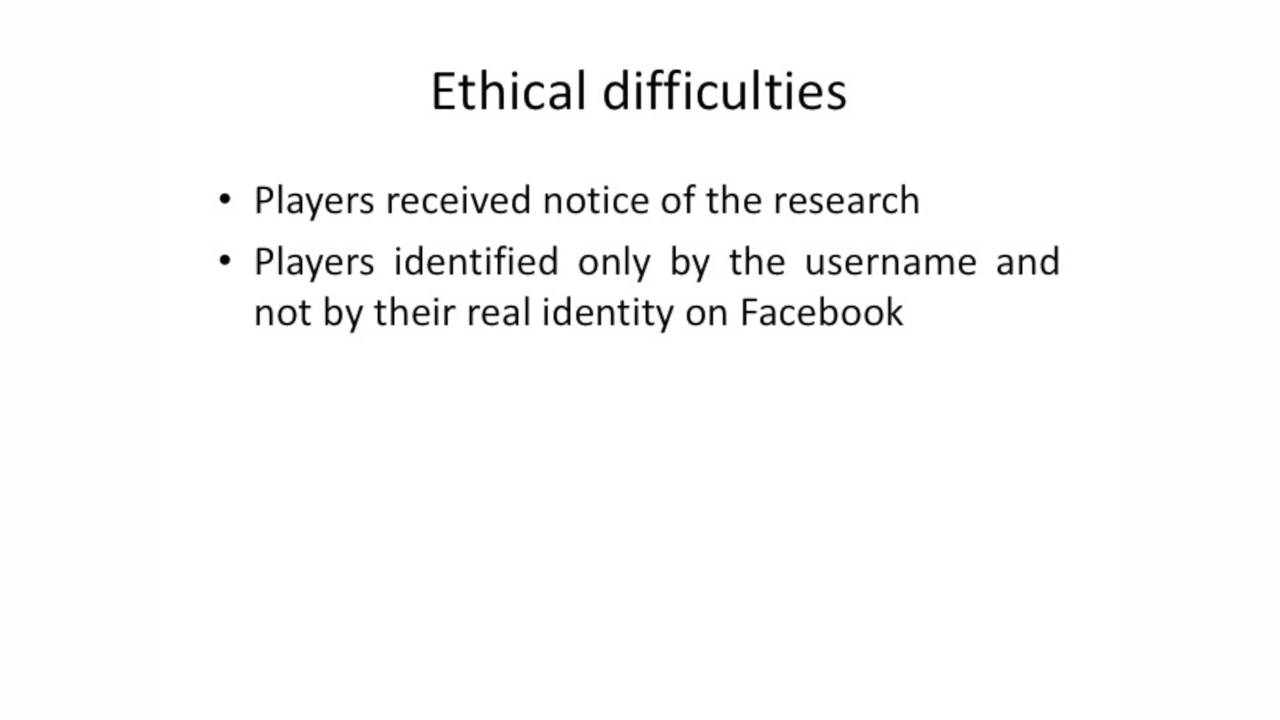 Ethical difficulties
• Players received notice of the research
• Players identified only by the username and
not by their real identity on Facebook